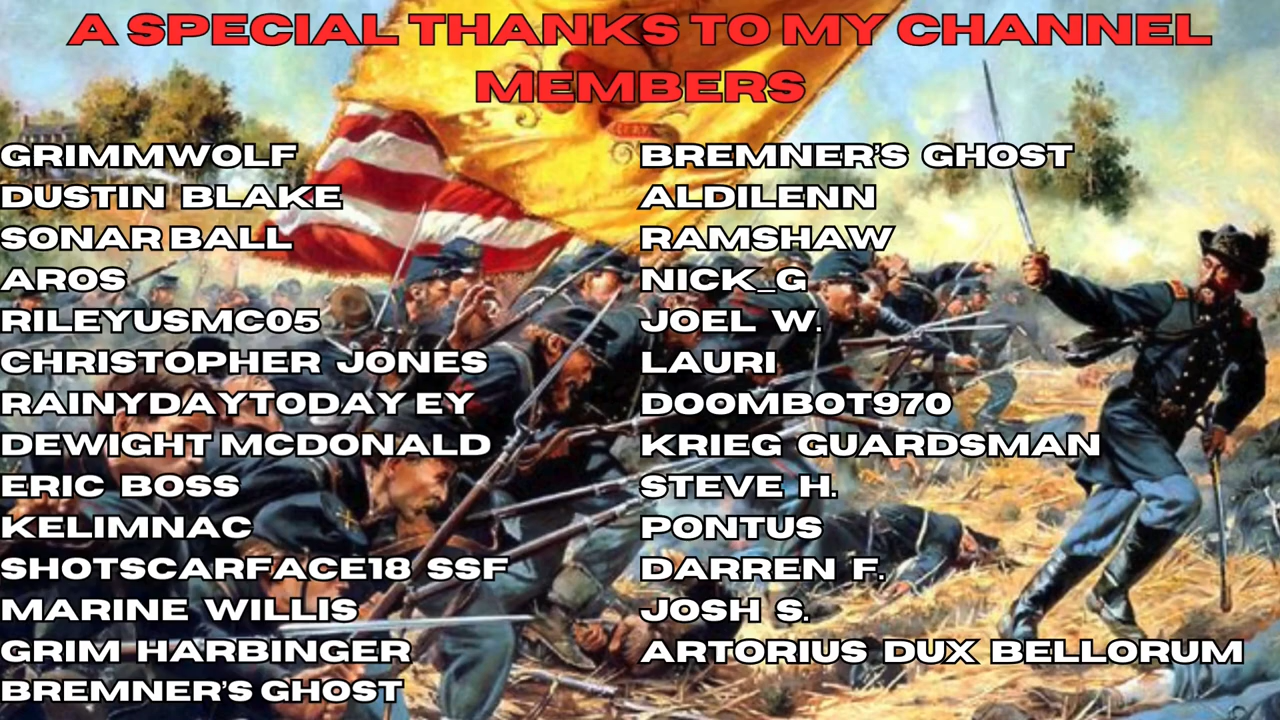 A SPECIAL THANKS TO MY CHANNEL
MEMBERS
GRIMMWOLF
DUSTIN BLAKE
SONAR BALL
AROS
RILEYUSMC05
CHRISTOPHER JONES
RAINYDAYTODAY EY
DEWIGHT MCDONALD
ERIC BOSS
KELIMNAC
SHOTSCARFACE18 SSF
MARINE WILLIS
GRIM HARBINGER
BREMNER'S GHOST
BREMNER'S GHOST
ALDILENN
RAMSHAW
NICK_G
JOEL W.
LAURI
DOOMBOT970
KRIEG GUARDSMAN
STEVE H.
PONTUS
DARREN F.
JOSH S.
ARTORIUS DUX BELLORUM